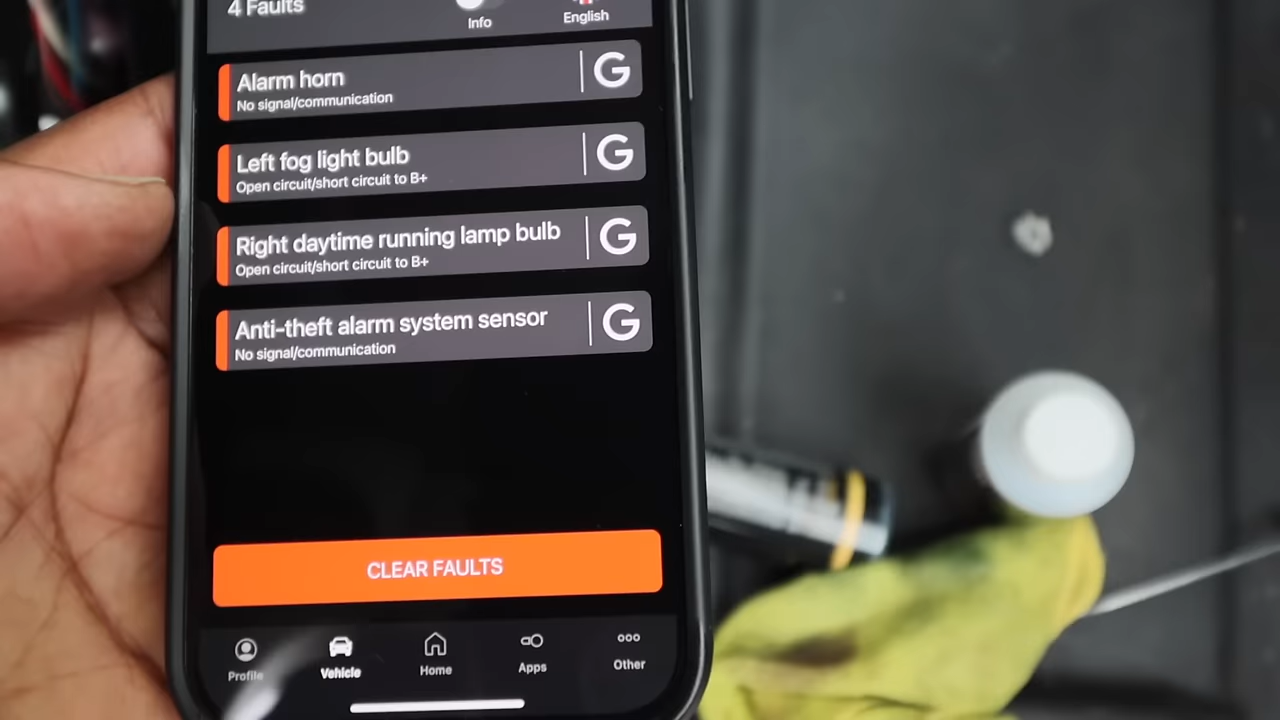 4 Faults
Info
English
Alarm horn
No signal/communication
G
Left fog light bulb
Open circuit/short circuit to B+
G
Right daytime running lamp bulb
Open circuit/short circuit to B+
G
Anti-theft alarm system sensor
No signal/communication
G
CLEAR FAULTS
Profile
Vehicle
Home
Apps
Other